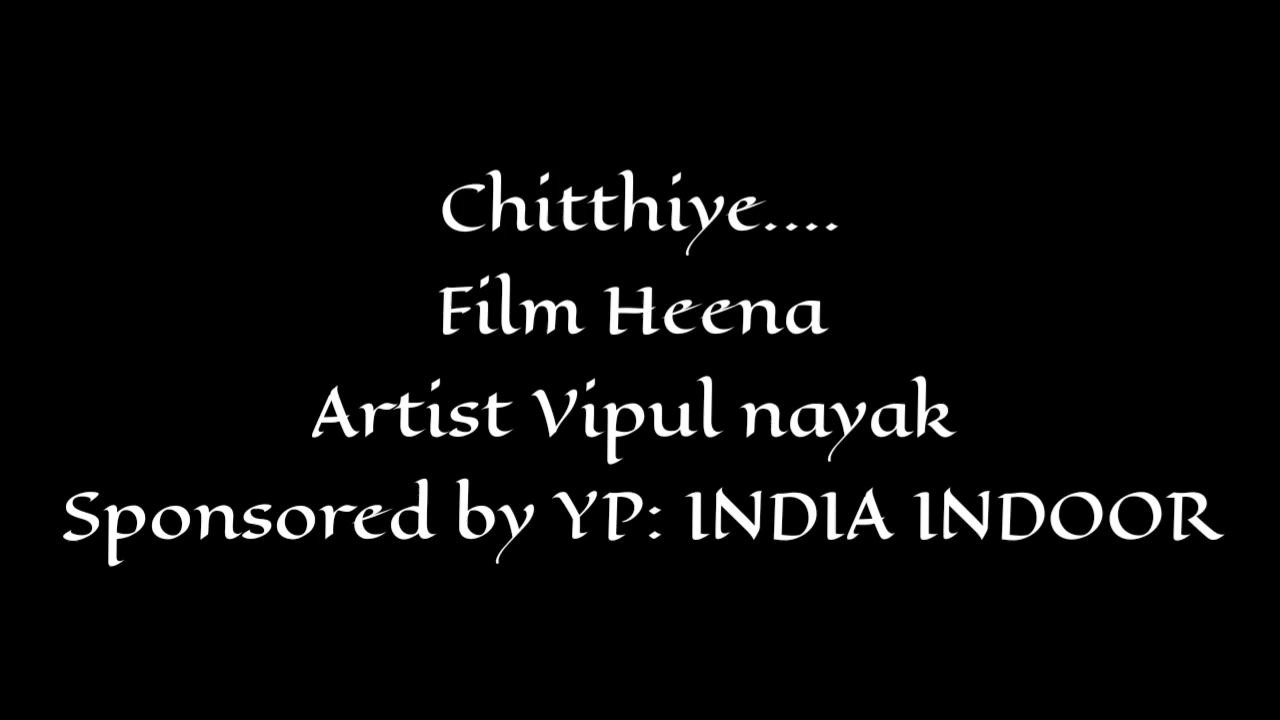 Chitthiye....
Film Heena
Artist Vipul nayak
Sponsored by YP: INDIA INDOOR